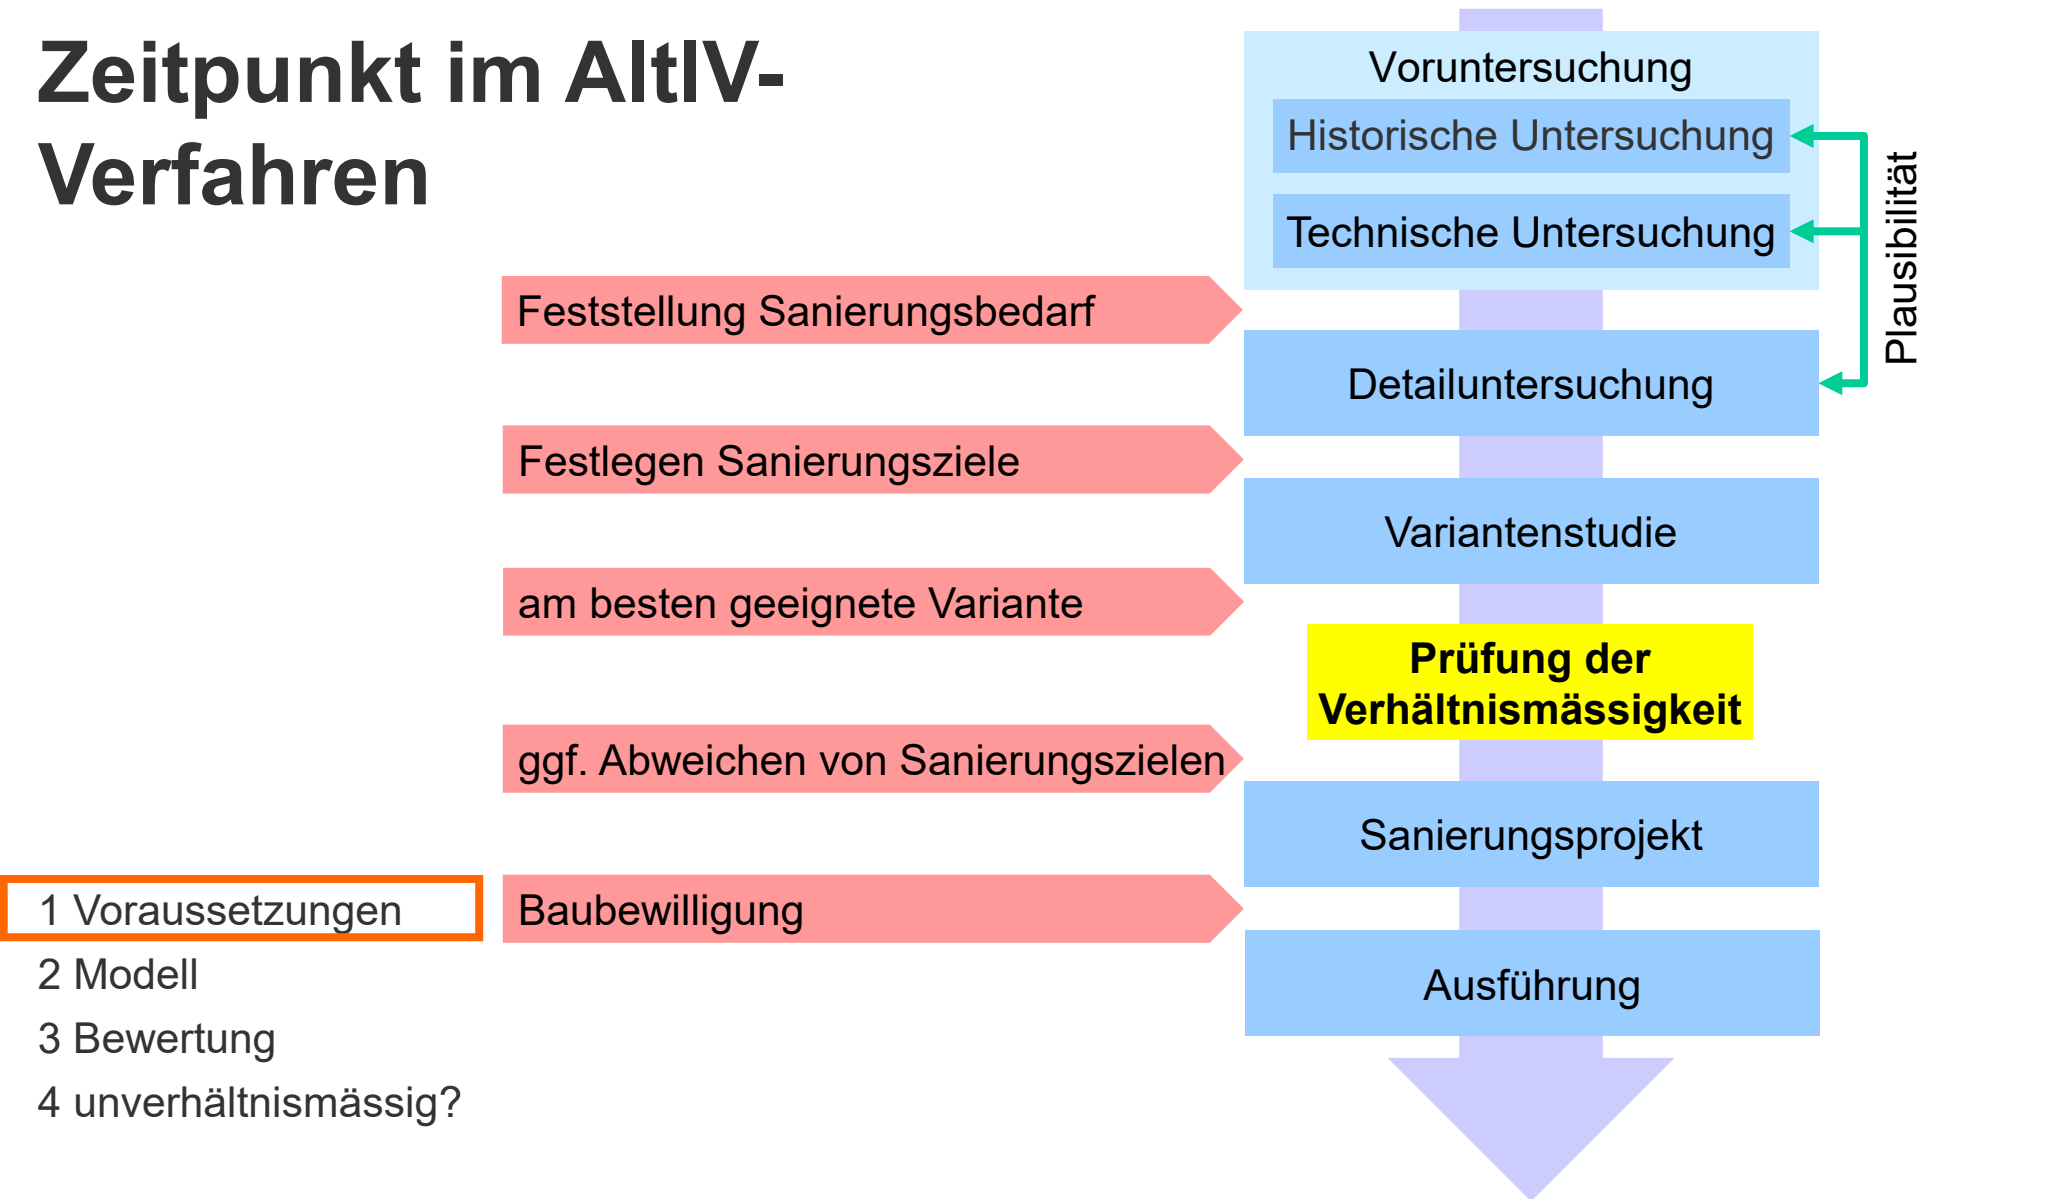 Zeitpunkt im AltlV-
Verfahren
Voruntersuchung
Historische Untersuchung
Technische Untersuchung
Plausibilität
Feststellung Sanierungsbedarf
Detailuntersuchung
Festlegen Sanierungsziele
Variantenstudie
am besten geeignete Variante
Prüfung der
Verhältnismässigkeit
ggf. Abweichen von Sanierungszielen
Sanierungsprojekt
Baubewilligung
Ausführung
1 Voraussetzungen
2 Modell
3 Bewertung
4 unverhältnismässig?